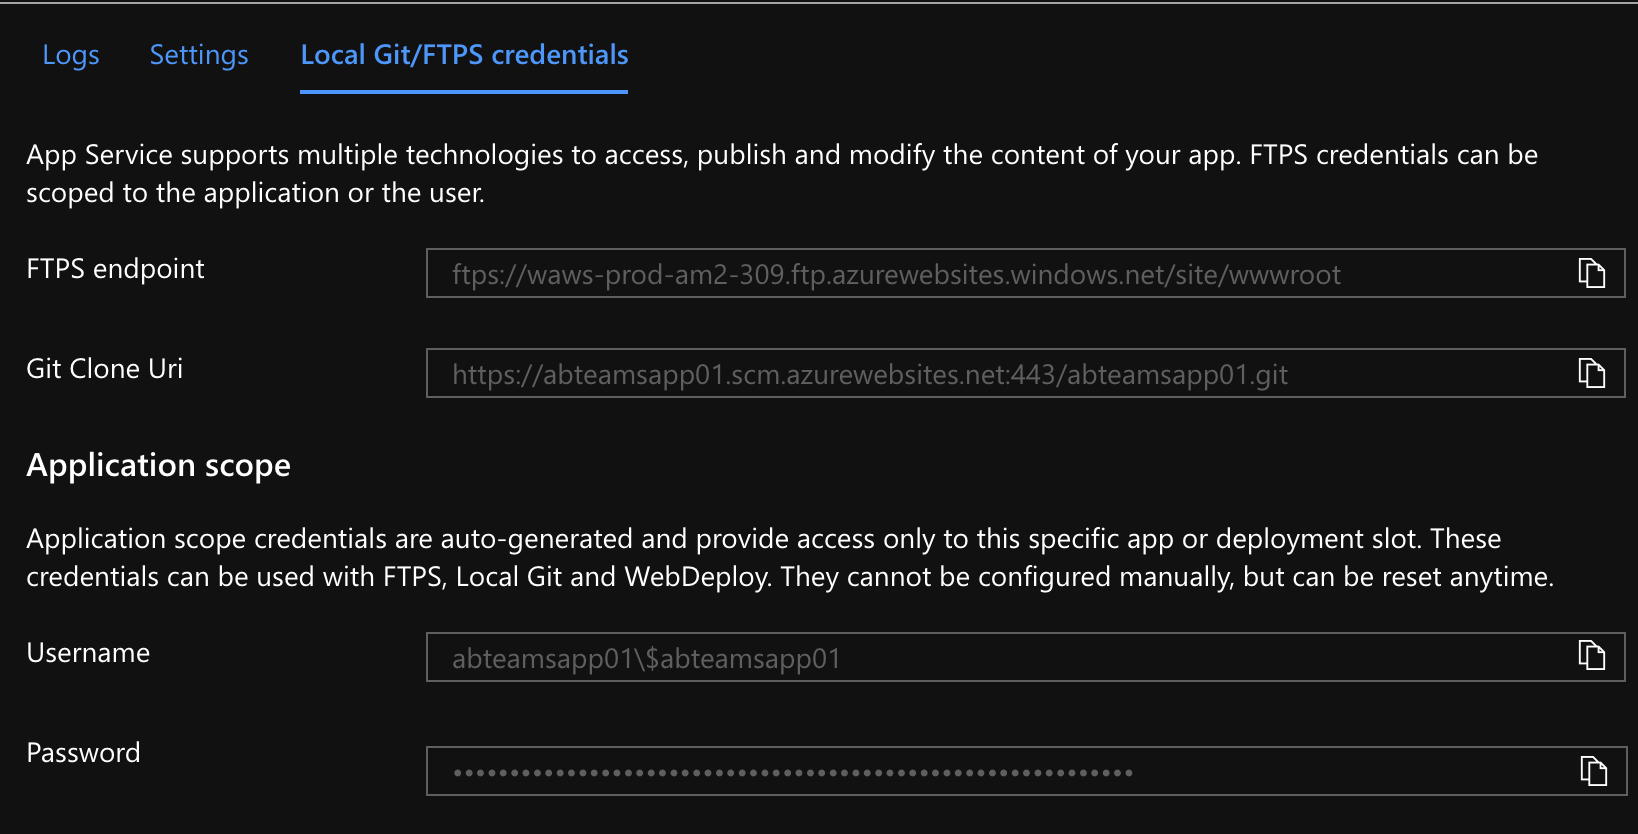 Logs Settings Local Git/FTPS credentials
App Service supports multiple technologies to access, publish and modify the content of your app. FTPS credentials can be
scoped to the application or the user.
FTPS endpoint ftps://waws-prod-am2-309.ftp.azurewebsites.windows.net/site/wwwroot
Git Clone Uri https://abteamsapp01.scm.azurewebsites.net:443/abteamsapp01.git
Application scope
Application scope credentials are auto-generated and provide access only to this specific app or deployment slot. These
credentials can be used with FTPS, Local Git and WebDeploy. They cannot be configured manually, but can be reset anytime.
Username abteamsapp01\$abteamsapp01
Password ••••••••••••••••••••••••••••••••••••••••••••••••••••••••••••